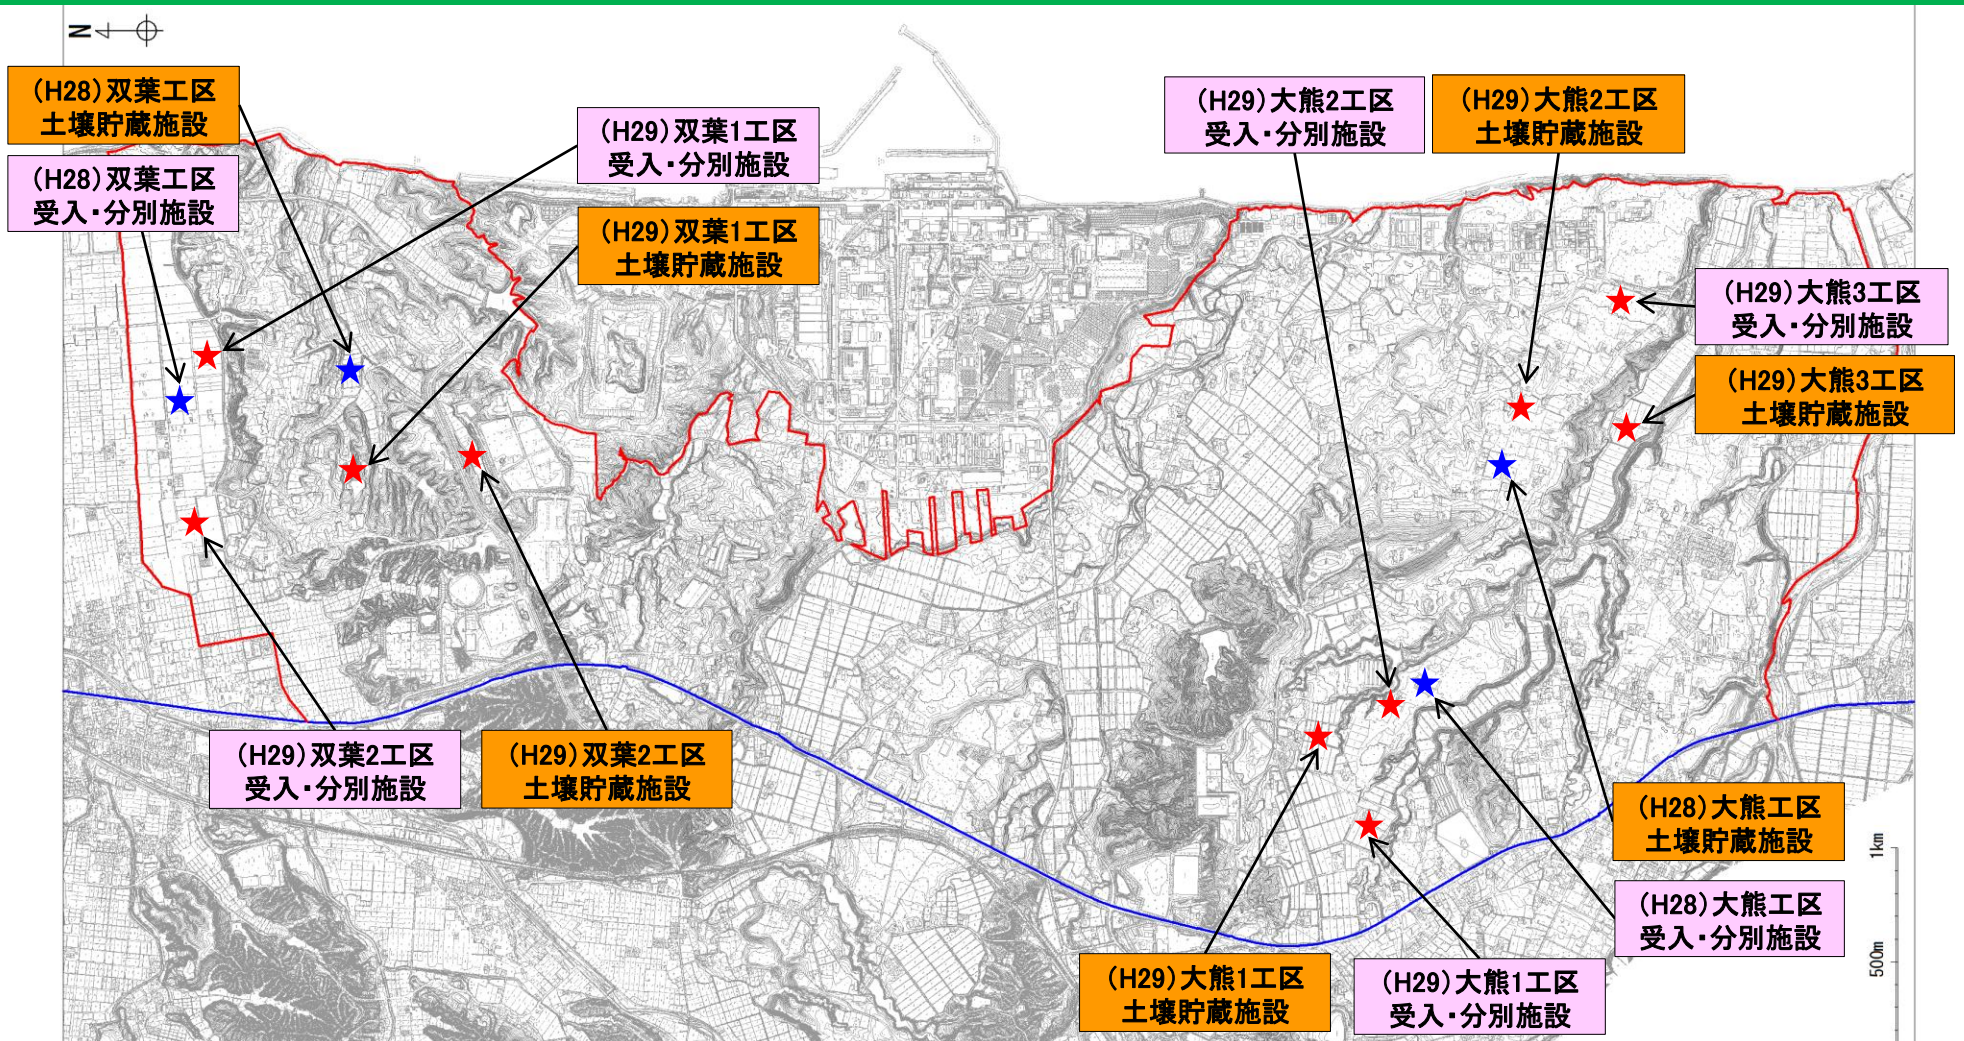 N
(H28)双葉工区
土壌貯蔵施設
(H28)双葉工区
受入・分別施設
(H29)双葉1工区
受入・分別施設
(H29)双葉1工区
土壌貯蔵施設
(H29)大熊2工区
受入・分別施設
(H29)大熊2工区
土壌貯蔵施設
(H29)大熊3工区
受入・分別施設
(H29)大熊3工区
土壌貯蔵施設
(H29)双葉2工区
受入・分別施設
(H29)双葉2工区
土壌貯蔵施設
(H28)大熊工区
土壌貯蔵施設
(H28)大熊工区
受入・分別施設
(H29)大熊1工区
土壌貯蔵施設
(H29)大熊1工区
受入・分別施設
1km
500m